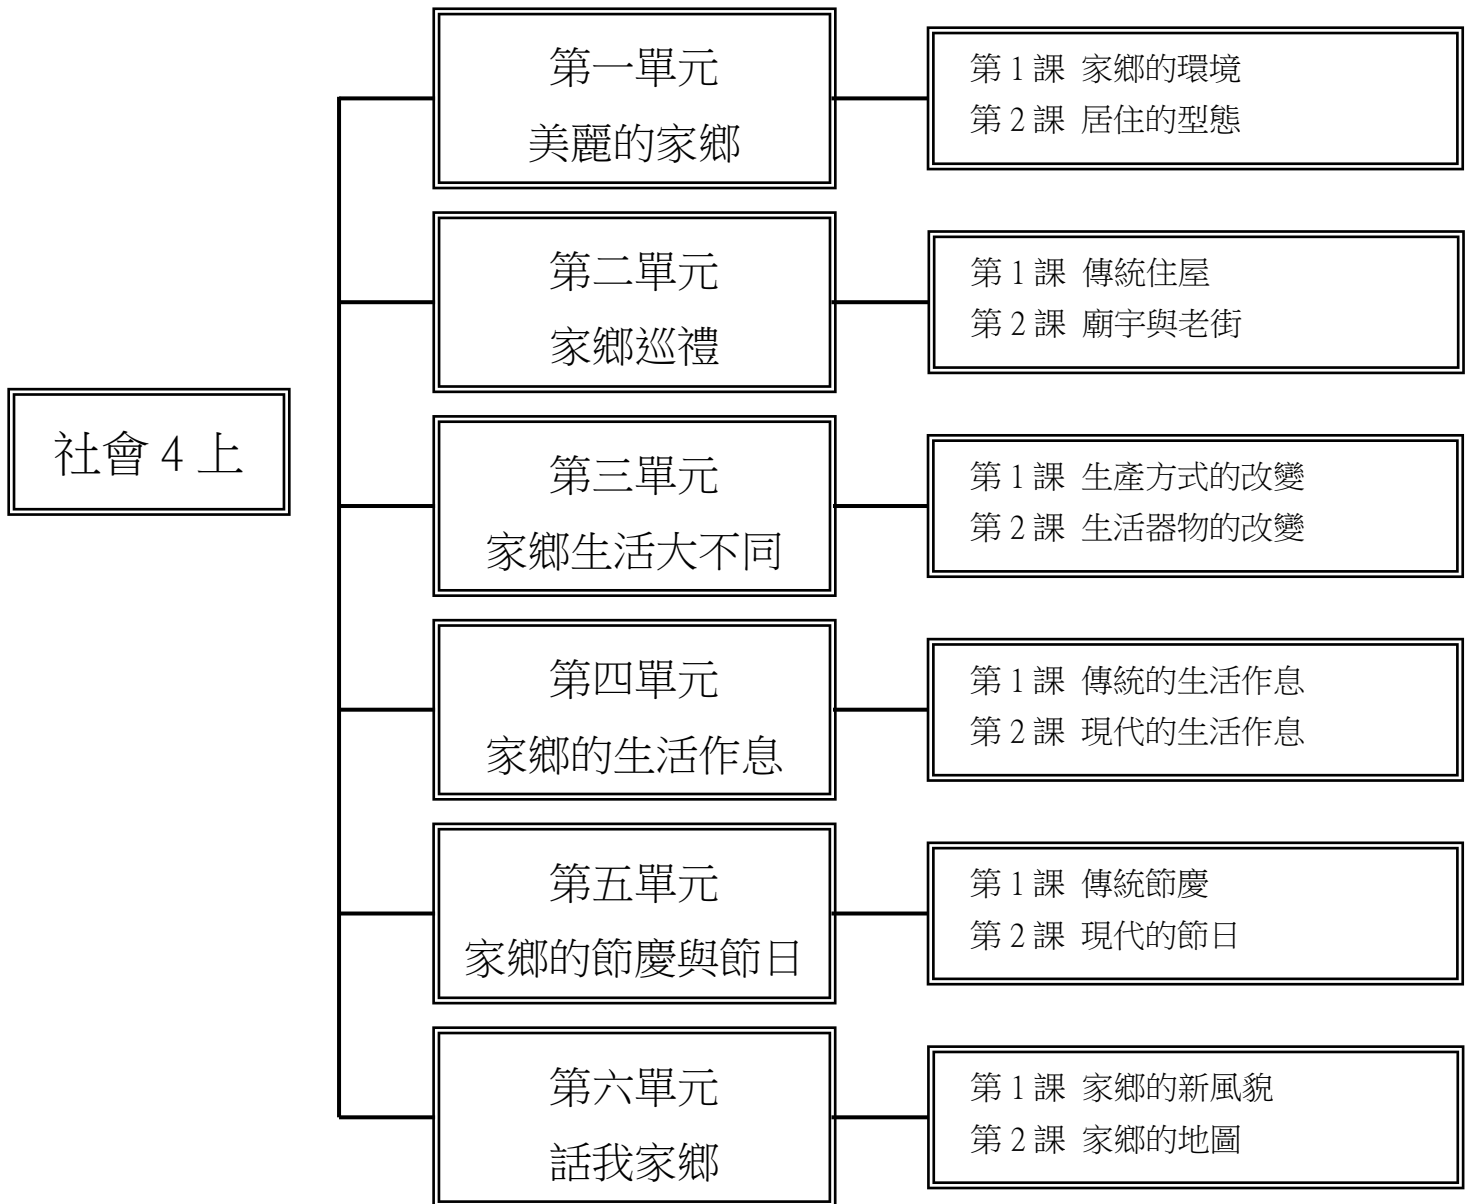 社會 4 上
第一單元
美麗的家鄉
第 1 課 家鄉的環境
第 2 課 居住的型態
第二單元
家鄉巡禮
第 1 課 傳統住屋
第 2 課 廟宇與老街
第三單元
家鄉生活大不同
第 1 課 生產方式的改變
第 2 課 生活器物的改變
第四單元
家鄉的生活作息
第 1 課 傳統的生活作息
第 2 課 現代的生活作息
第五單元
家鄉的節慶與節日
第 1 課 傳統節慶
第 2 課 現代的節日
第六單元
話我家鄉
第 1 課 家鄉的新風貌
第 2 課 家鄉的地圖